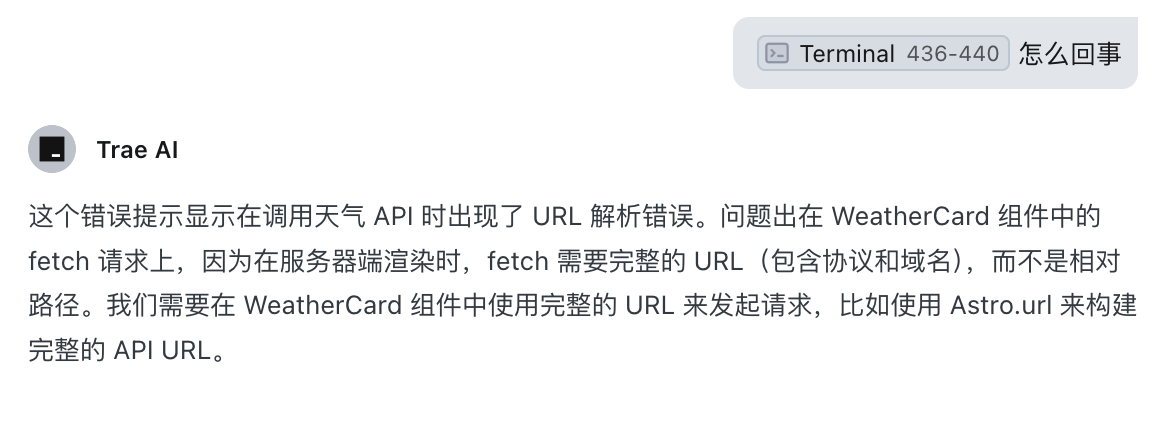 Terminal 436-440 怎么回事
Trae AI
这个错误提示显示在调用天气 API 时出现了 URL 解析错误。问题出在 WeatherCard 组件中的
fetch 请求上，因为在服务器端渲染时，fetch 需要完整的 URL（包含协议和域名），而不是相对
路径。我们需要在 WeatherCard 组件中使用完整的 URL 来发起请求，比如使用 Astro.url 来构建
完整的 API URL。